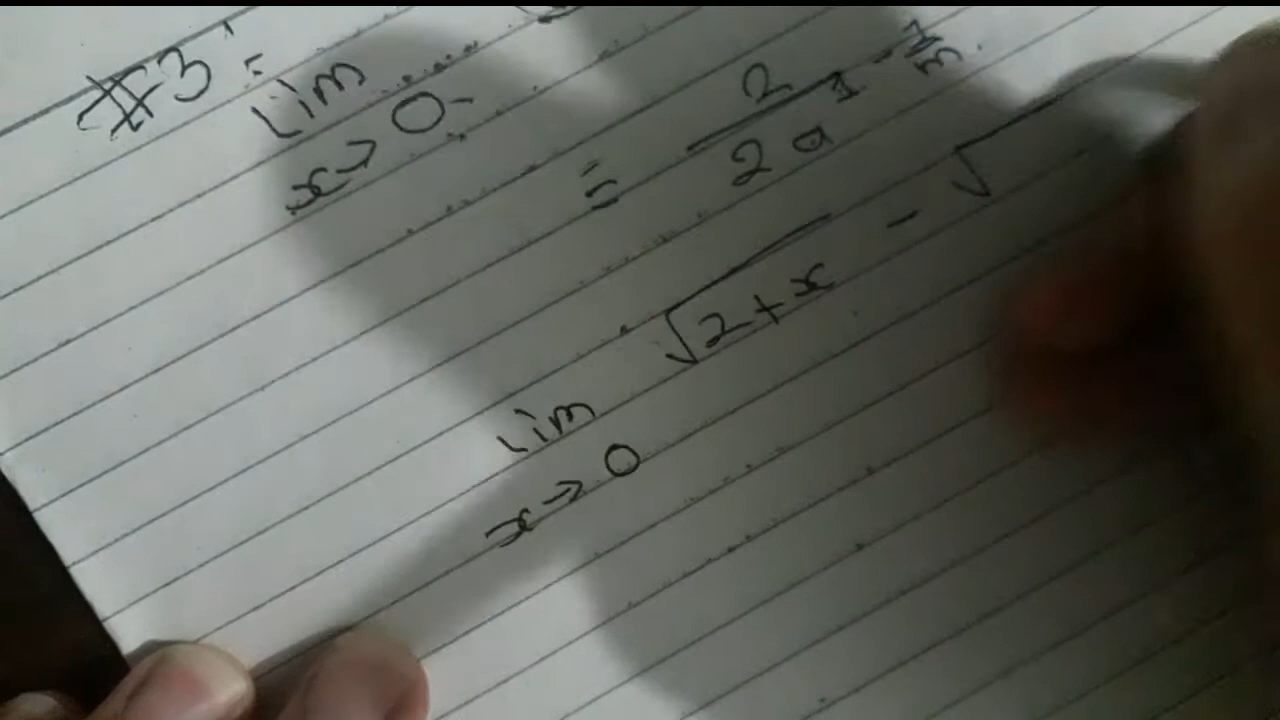 #3:
lim
x→0
= 2
2a
lim √2+x - √
x→0